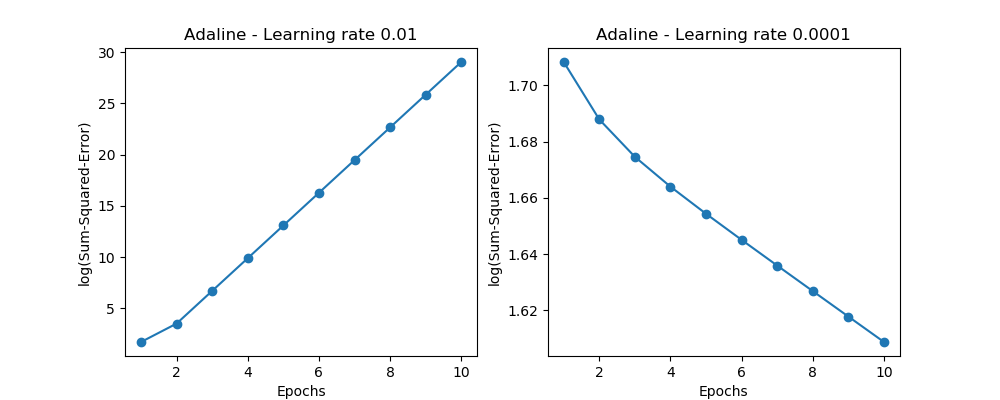 Adaline - Learning rate 0.01
log(Sum-Squared-Error)
30
25
20
15
10
5
2 4 6 8 10
Epochs
Adaline - Learning rate 0.0001
log(Sum-Squared-Error)
1.70
1.68
1.66
1.64
1.62
2 4 6 8 10
Epochs